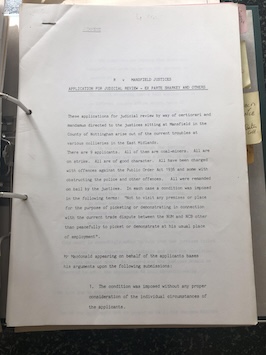 R v MANSFIELD JUSTICES
APPLICATION FOR JUDICIAL REVIEW - EX PARTE SHARKEY AND OTHERS
These applications for judicial review by way of certiorari and
mandamus directed to the justices sitting at Mansfield in the
County of Nottingham arise out of the current troubles at
various collieries in the East Midlands.
There are 9 applicants. All of them are coal-miners. All are
on strike. All are of good character. All have been charged
with offences against the Public Order Act 1936 and some with
obstructing the police and other offences. All were remanded
on bail by the justices. In each case a condition was imposed
in the following terms: "Not to visit any premises or place
for the purpose of picketing or demonstrating in connection
with the current trade dispute between the NUM and NCB other
than peacefully to picket or demonstrate at his usual place
of employment".
Mr Macdonald appearing on behalf of the applicants bases
his arguments upon the following submissions:
1. The condition was imposed without any proper
consideration of the individual circumstances of
the applicants.